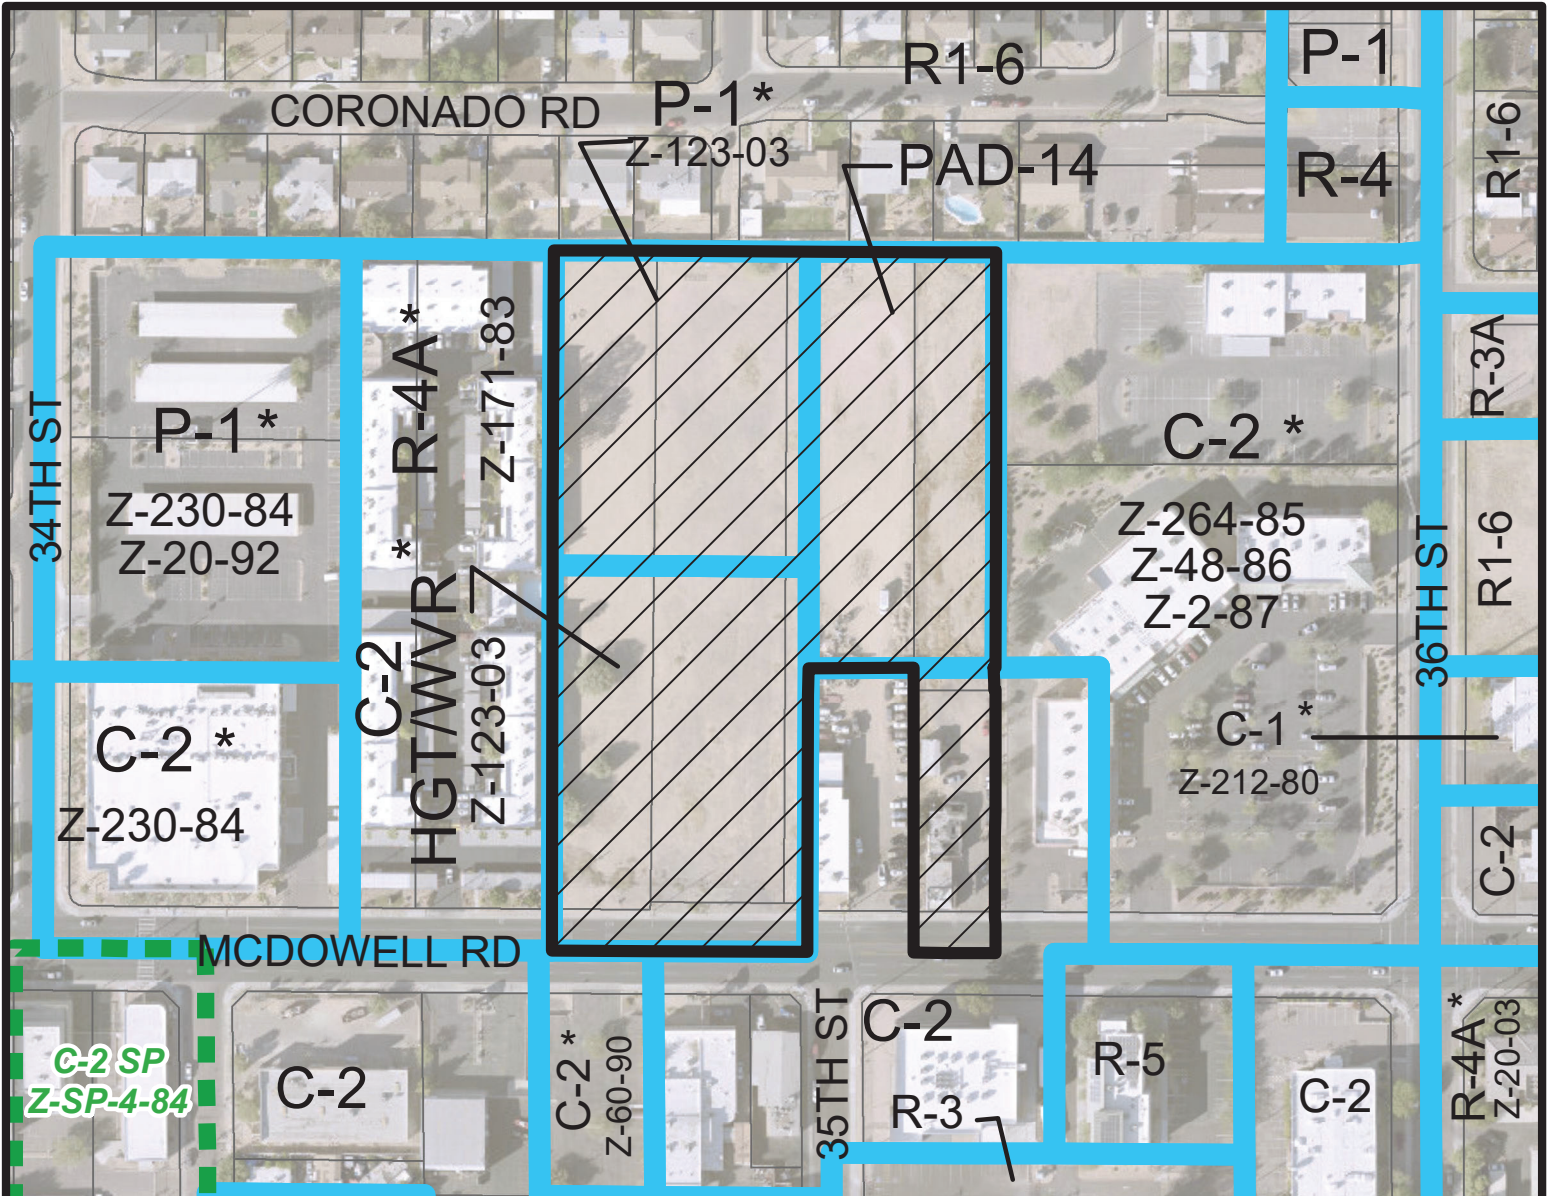 R1-6
P-1
CORONADO RD
P-1*
Z-123-03
PAD-14
R-4
R1-6
34TH ST
P-1*
Z-230-84
Z-20-92
R-4A*
Z-171-83
C-2
HGT/WVR*
*
Z-123-03
C-2 *
Z-264-85
Z-48-86
Z-2-87
36TH ST
R-3A
R1-6
C-2 *
Z-230-84
C-1 *
Z-212-80
C-2
MCDOWELL RD
C-2 SP
Z-SP-4-84
C-2
C-2 *
Z-60-90
35TH ST
C-2
R-3
R-5
C-2
R-4A*
Z-20-03